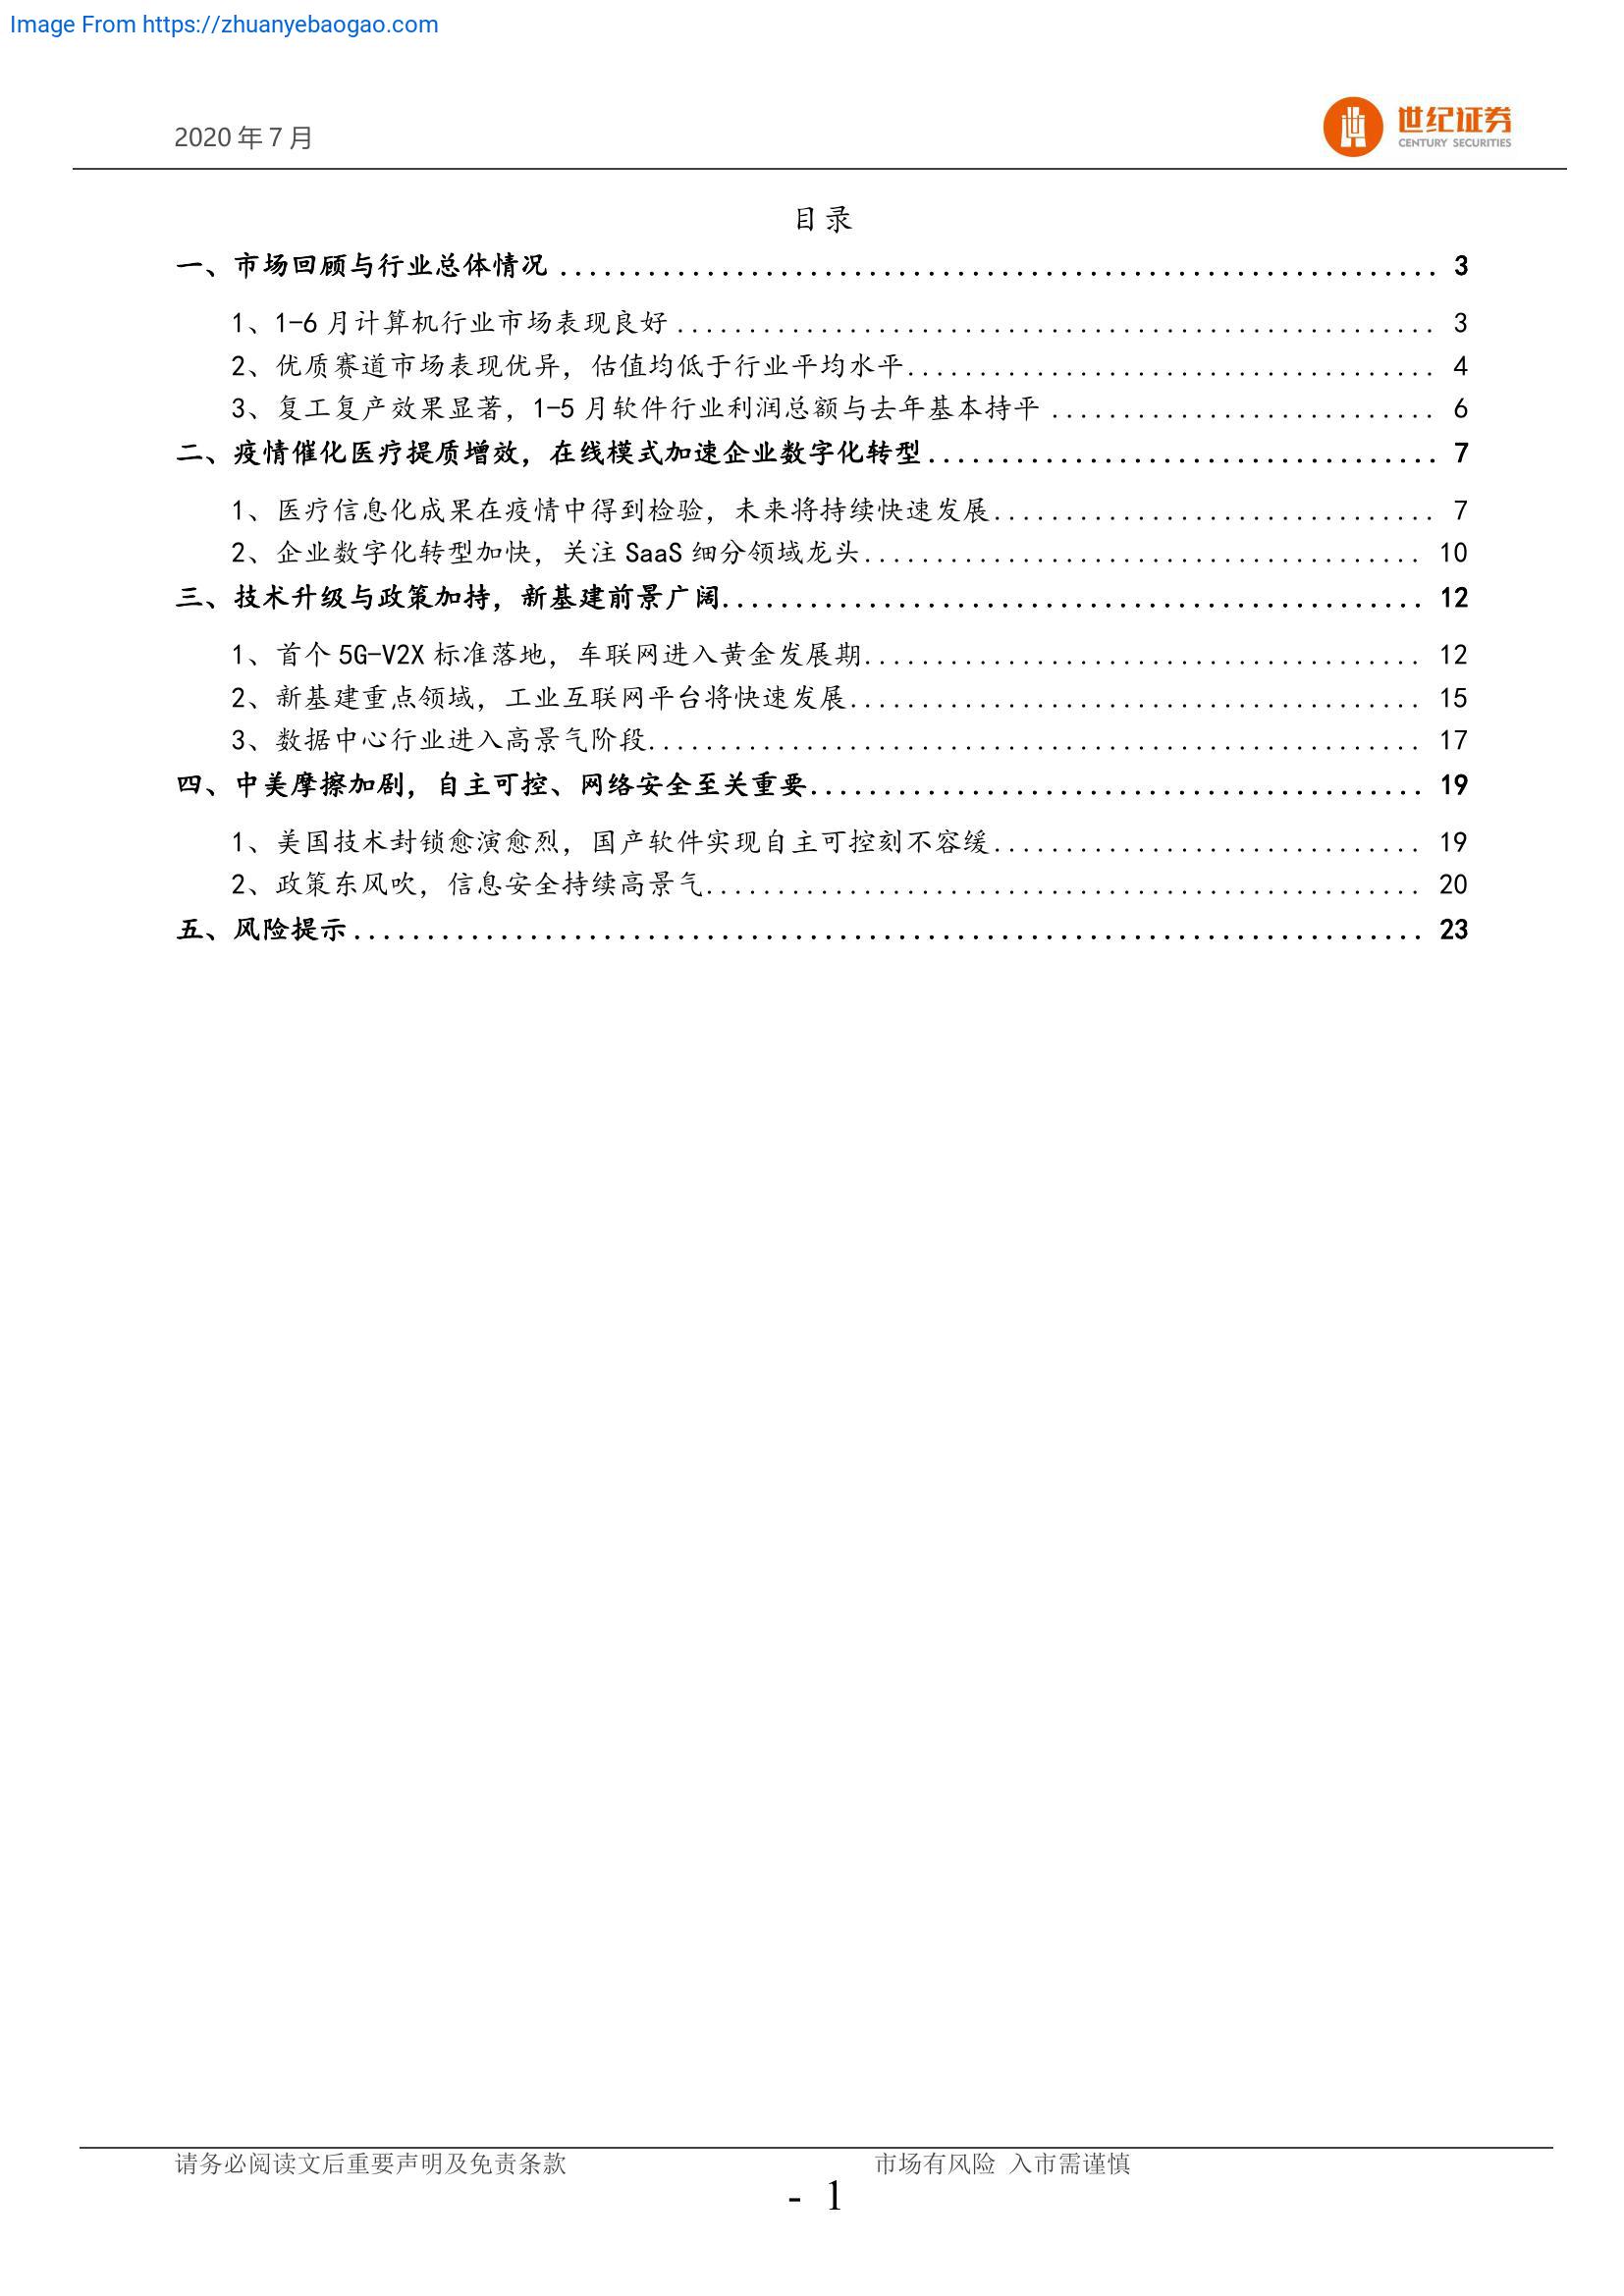 Image From https://zhuanyebaogao.com
2020 年 7 月
世纪证券
CENTURY SECURITIES
目录
一、市场回顾与行业总体情况 ............................................................ 3
1、1-6 月计算机行业市场表现良好 ..................................................... 3
2、优质赛道市场表现优异，估值均低于行业平均水平..................................... 4
3、复工复产效果显著，1-5 月软件行业利润总额与去年基本持平 ........................... 6
二、疫情催化医疗提质增效，在线模式加速企业数字化转型................................... 7
1、医疗信息化成果在疫情中得到检验，未来将持续快速发展............................... 7
2、企业数字化转型加快，关注 SaaS 细分领域龙头....................................... 10
三、技术升级与政策加持，新基建前景广阔................................................ 12
1、首个 5G-V2X 标准落地，车联网进入黄金发展期....................................... 12
2、新基建重点领域，工业互联网平台将快速发展........................................ 15
3、数据中心行业进入高景气阶段...................................................... 17
四、中美摩擦加剧，自主可控、网络安全至关重要.......................................... 19
1、美国技术封锁愈演愈烈，国产软件实现自主可控刻不容缓.............................. 19
2、政策东风吹，信息安全持续高景气.................................................. 20
五、风险提示.......................................................................... 23
请务必阅读文后重要声明及免责条款 市场有风险 入市需谨慎
- 1